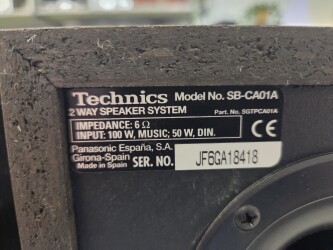 Technics Model No. SB-CA01A
2 WAY SPEAKER SYSTEM Part. No. SGTPCA01A
IMPEDANCE: 6 Ω
INPUT: 100 W, MUSIC; 50 W, DIN.
Panasonic España, S.A.
Girona-Spain
Made in Spain SER. NO. JF6GA18418
CE